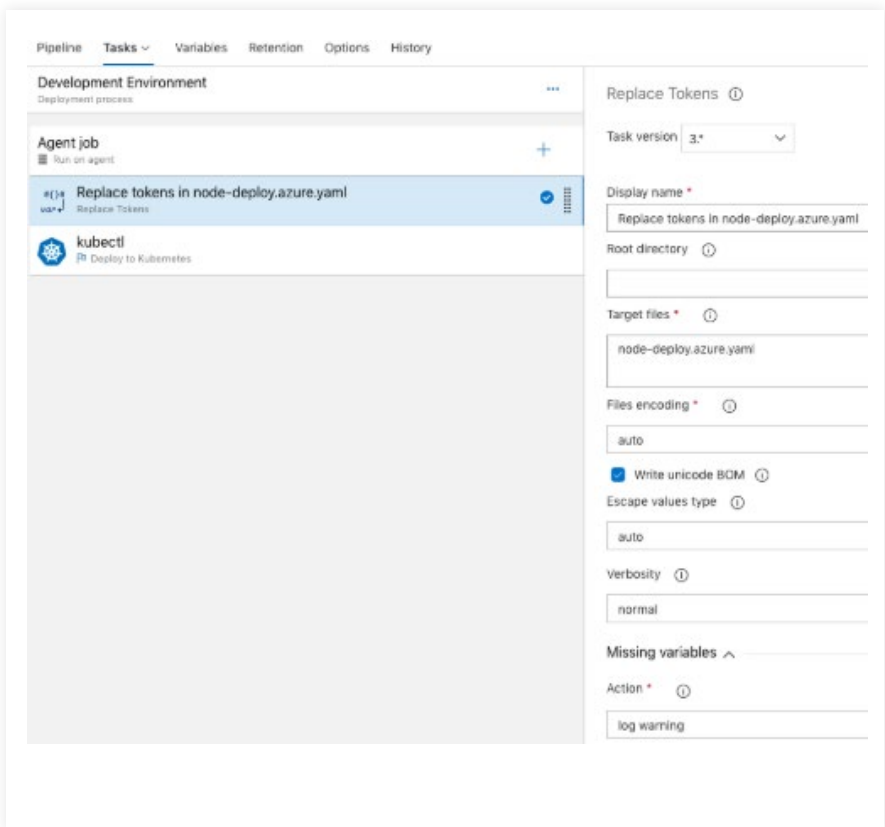 Pipeline Tasks Variables Retention Options History
Development Environment
Deployment process
Agent job
Run on agent
Replace tokens in node-deploy.azure.yaml
Replace Tokens
kubectl
Deploy to Kubernetes
Replace Tokens
Task version 3.*
Display name *
Replace tokens in node-deploy.azure.yaml
Root directory
Target files *
node-deploy.azure.yaml
Files encoding *
auto
Write unicode BOM
Escape values type
auto
Verbosity
normal
Missing variables
Action *
log warning